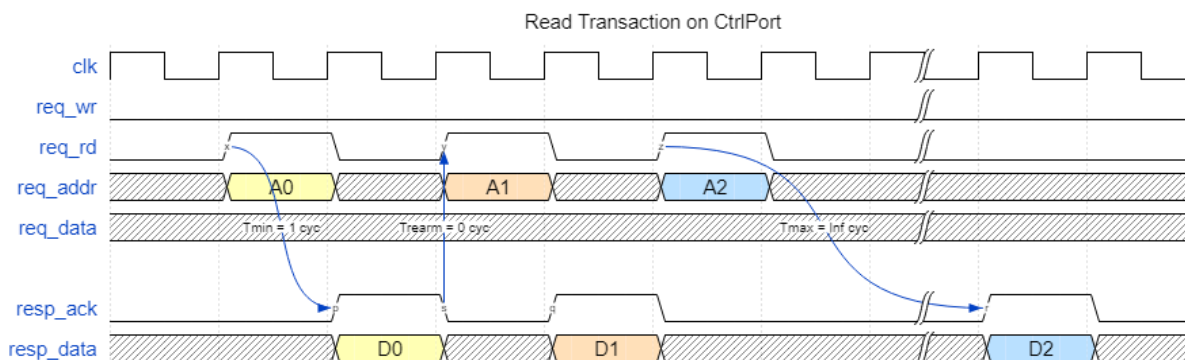 Read Transaction on CtrlPort
clk
req_wr
req_rd x y z
req_addr A0 A1 A2
req_data
Tmin = 1 cyc Trearm = 0 cyc Tmax = Inf cyc
resp_ack p s q r
resp_data D0 D1 D2